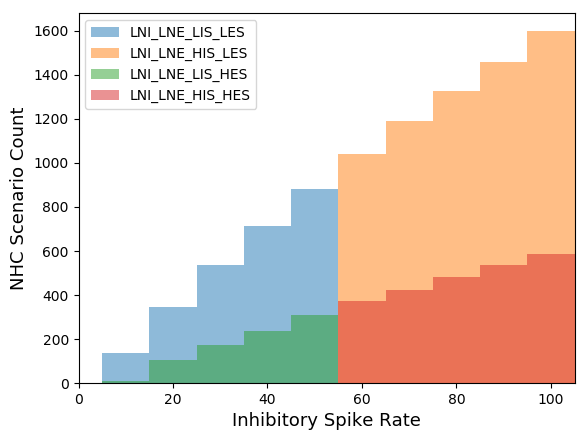 LNI_LNE_LIS_LES
LNI_LNE_HIS_LES
LNI_LNE_LIS_HES
LNI_LNE_HIS_HES
NHC Scenario Count
1600
1400
1200
1000
800
600
400
200
0
0 20 40 60 80 100
Inhibitory Spike Rate